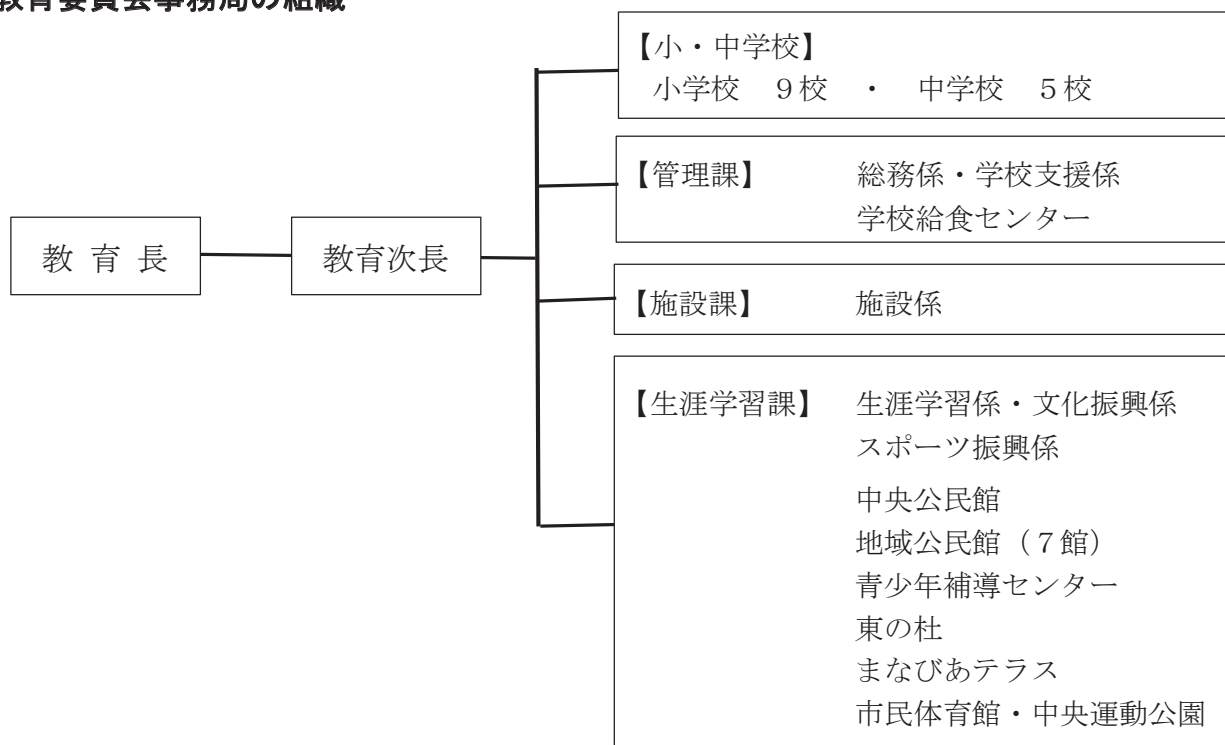 教育委員会事務局の組織
【小・中学校】
小学校　９校　・　中学校　５校
【管理課】　総務係・学校支援係
学校給食センター
教 育 長
教育次長
【施設課】　施設係
【生涯学習課】　生涯学習係・文化振興係
スポーツ振興係
中央公民館
地域公民館（７館）
青少年補導センター
東の杜
まなびあテラス
市民体育館・中央運動公園